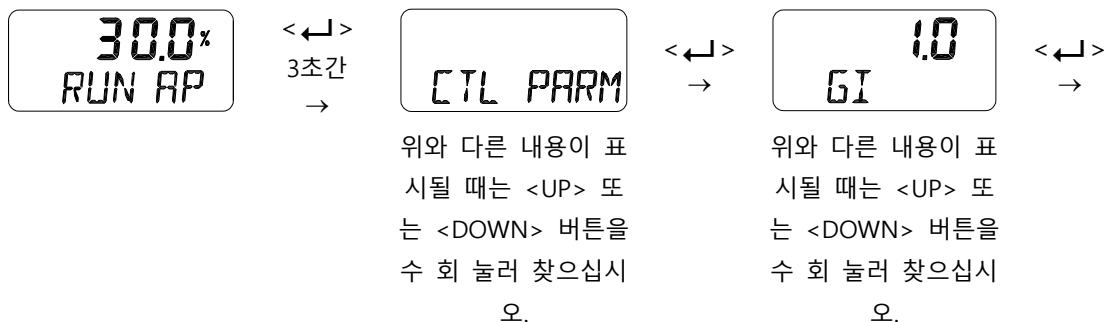 30.0%
RUN AP
< ↵ >
3초간
→
CTL PARM
< ↵ >
→
1.0
GI
< ↵ >
→
위와 다른 내용이 표
시될 때는 <UP> 또
는 <DOWN> 버튼을
수 회 눌러 찾으십시
오.
위와 다른 내용이 표
시될 때는 <UP> 또
는 <DOWN> 버튼을
수 회 눌러 찾으십시
오.